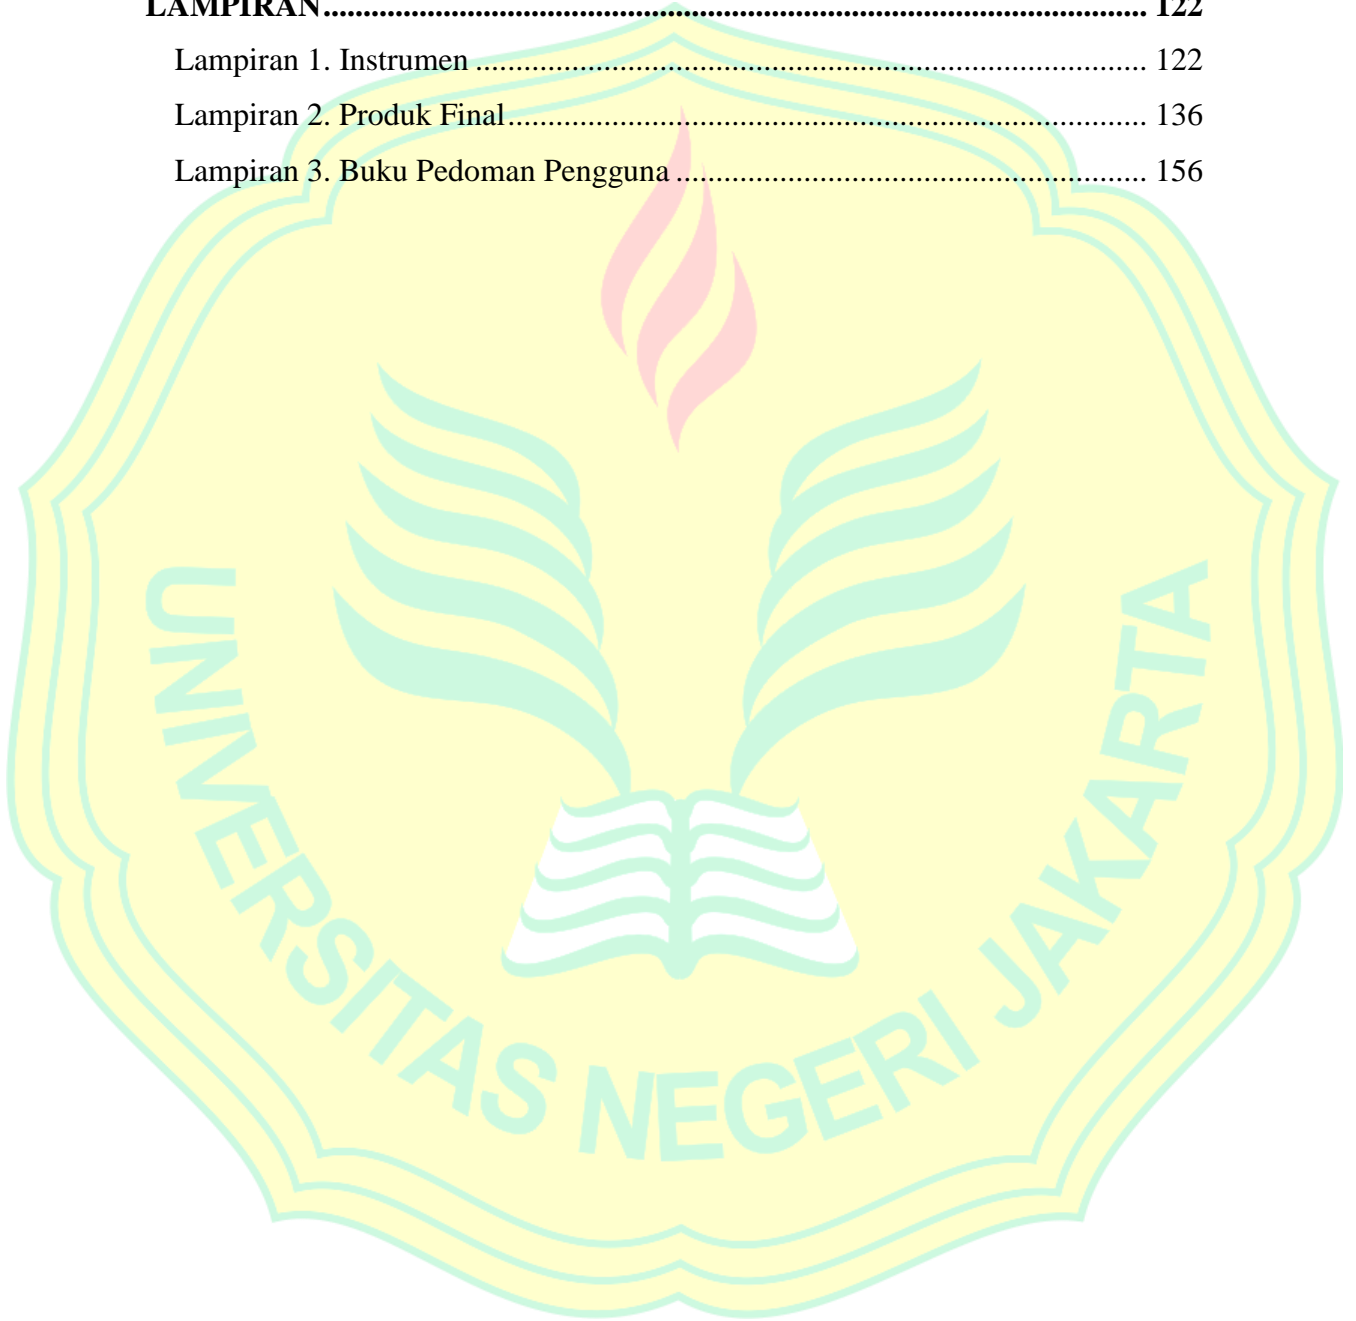 LAMPIRAN........................................................................................................ 122
Lampiran 1. Instrumen ..................................................................................... 122
Lampiran 2. Produk Final................................................................................. 136
Lampiran 3. Buku Pedoman Pengguna ............................................................ 156
UNIVERSITAS NEGERI JAKARTA